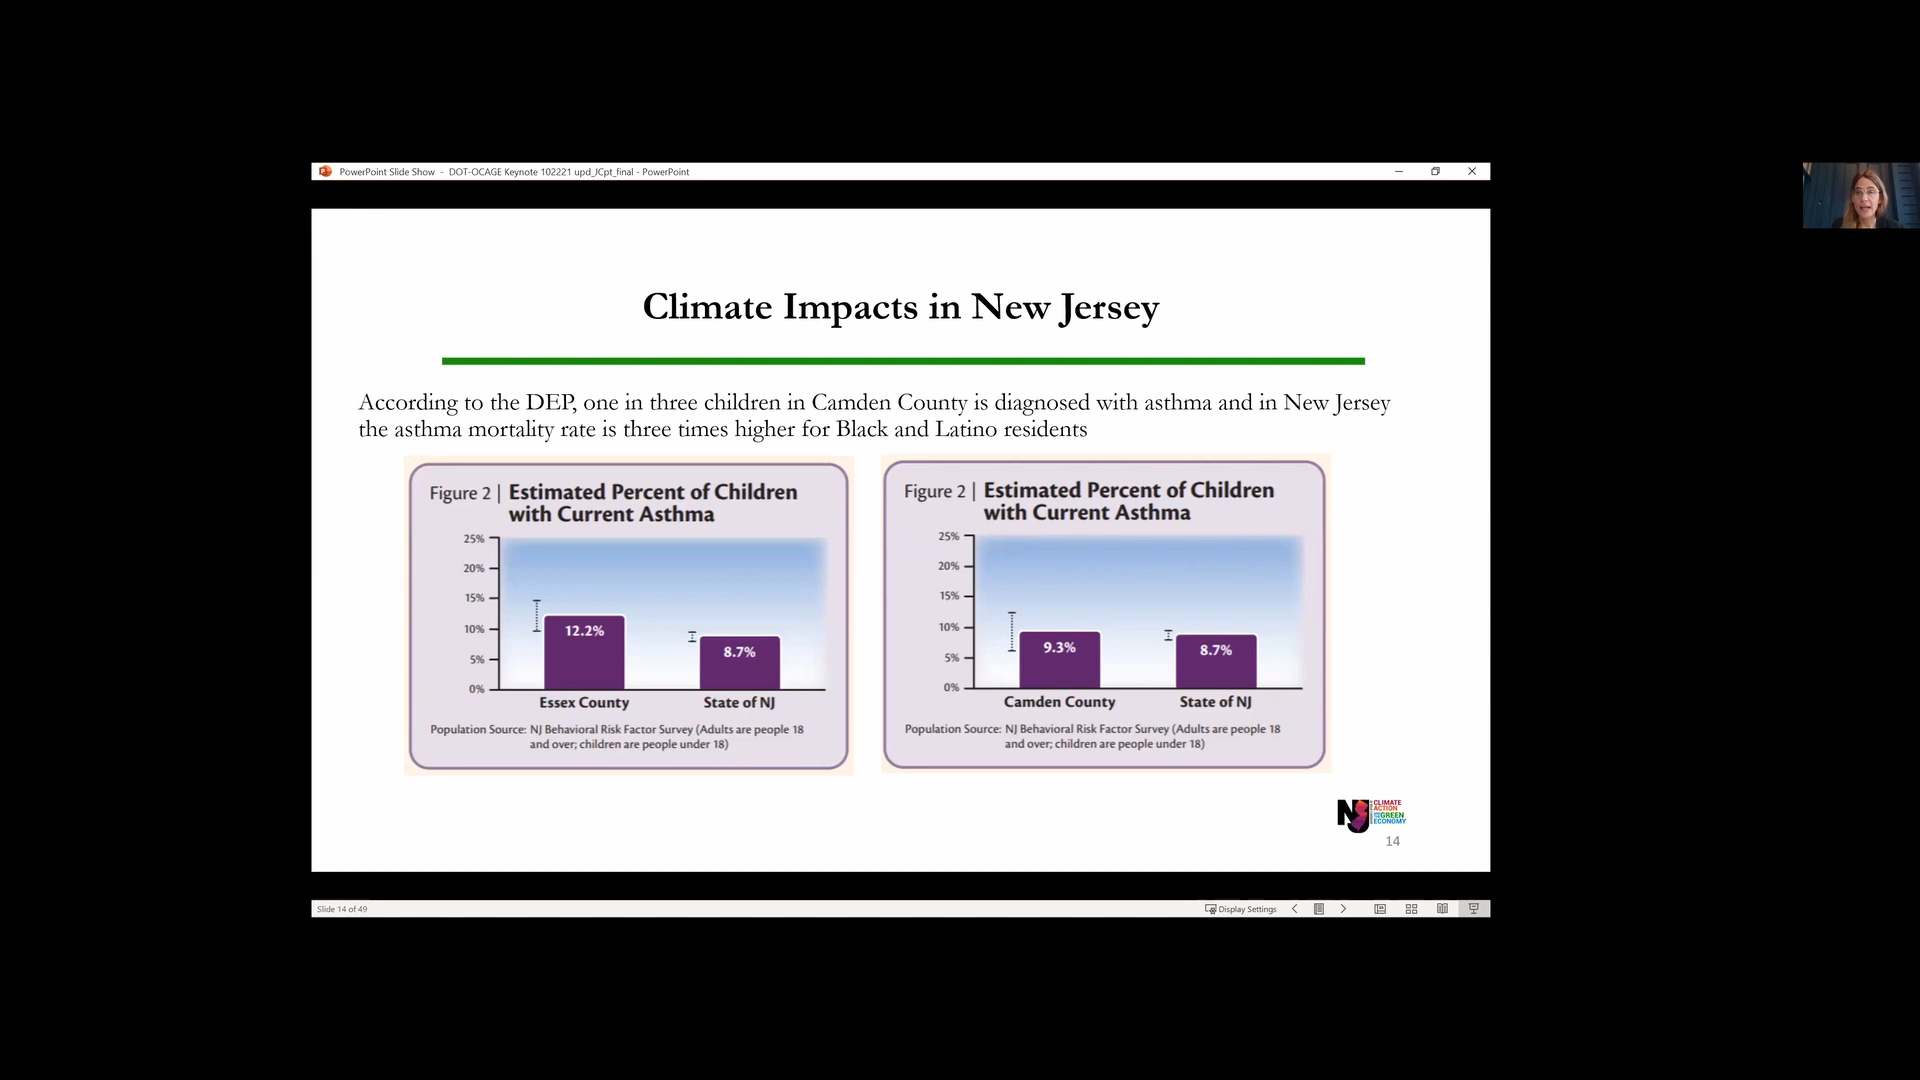 PowerPoint Slide Show - DOT-OCAGE Keynote 102221 upd_JCpt_final - PowerPoint
Climate Impacts in New Jersey
According to the DEP, one in three children in Camden County is diagnosed with asthma and in New Jersey
the asthma mortality rate is three times higher for Black and Latino residents
Figure 2 | Estimated Percent of Children
with Current Asthma
25%
20%
15%
10%
5%
0%
12.2%
8.7%
Essex County
State of NJ
Population Source: NJ Behavioral Risk Factor Survey (Adults are people 18
and over; children are people under 18)
Figure 2 | Estimated Percent of Children
with Current Asthma
25%
20%
15%
10%
5%
0%
9.3%
8.7%
Camden County
State of NJ
Population Source: NJ Behavioral Risk Factor Survey (Adults are people 18
and over; children are people under 18)
NJ
CLIMATE
ACTION
GREEN
ECONOMY
14
Slide 14 of 49
Display Settings